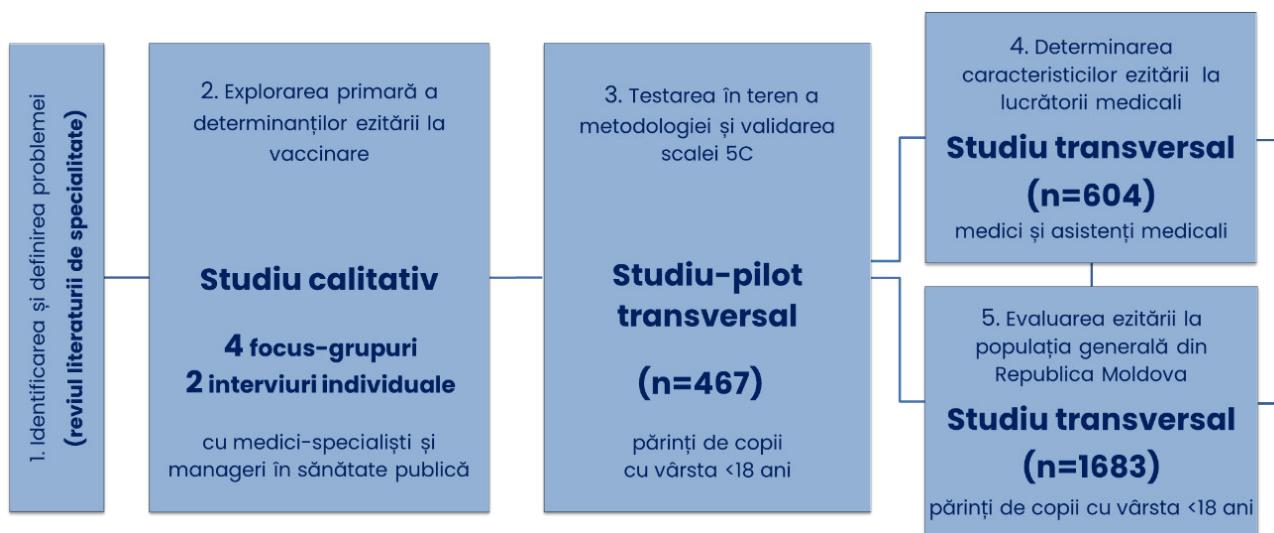 1. Identificarea și definirea problemei
(reviul literaturii de specialitate)
2. Explorarea primară a
determinanților ezitării la
vaccinare
Studiu calitativ
4 focus-grupuri
2 interviuri individuale
cu medici-specialiști și
manageri în sănătate publică
3. Testarea în teren a
metodologiei și validarea
scalei 5C
Studiu-pilot
transversal
(n=467)
părinți de copii
cu vârsta <18 ani
4. Determinarea
caracteristicilor ezitării la
lucrătorii medicali
Studiu transversal
(n=604)
medici și asistenți medicali
5. Evaluarea ezitării la
populația generală din
Republica Moldova
Studiu transversal
(n=1683)
părinți de copii cu vârsta <18 ani